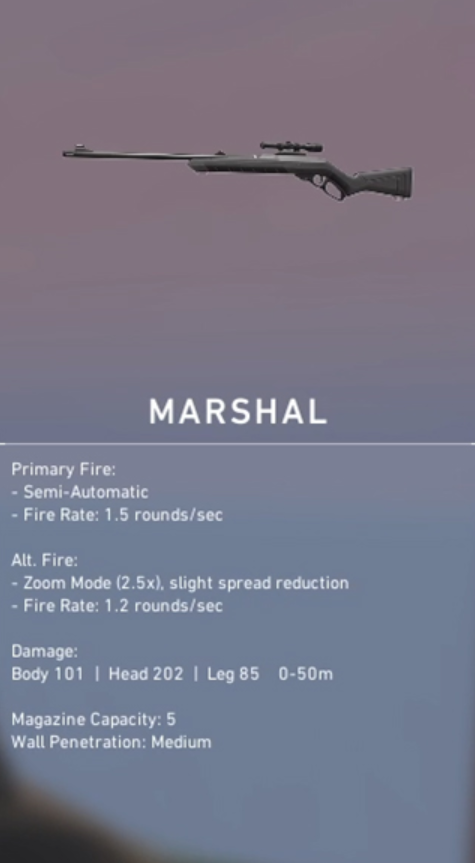 MARSHAL
Primary Fire:
- Semi-Automatic
- Fire Rate: 1.5 rounds/sec
Alt. Fire:
- Zoom Mode (2.5x), slight spread reduction
- Fire Rate: 1.2 rounds/sec
Damage:
Body 101 | Head 202 | Leg 85 0-50m
Magazine Capacity: 5
Wall Penetration: Medium